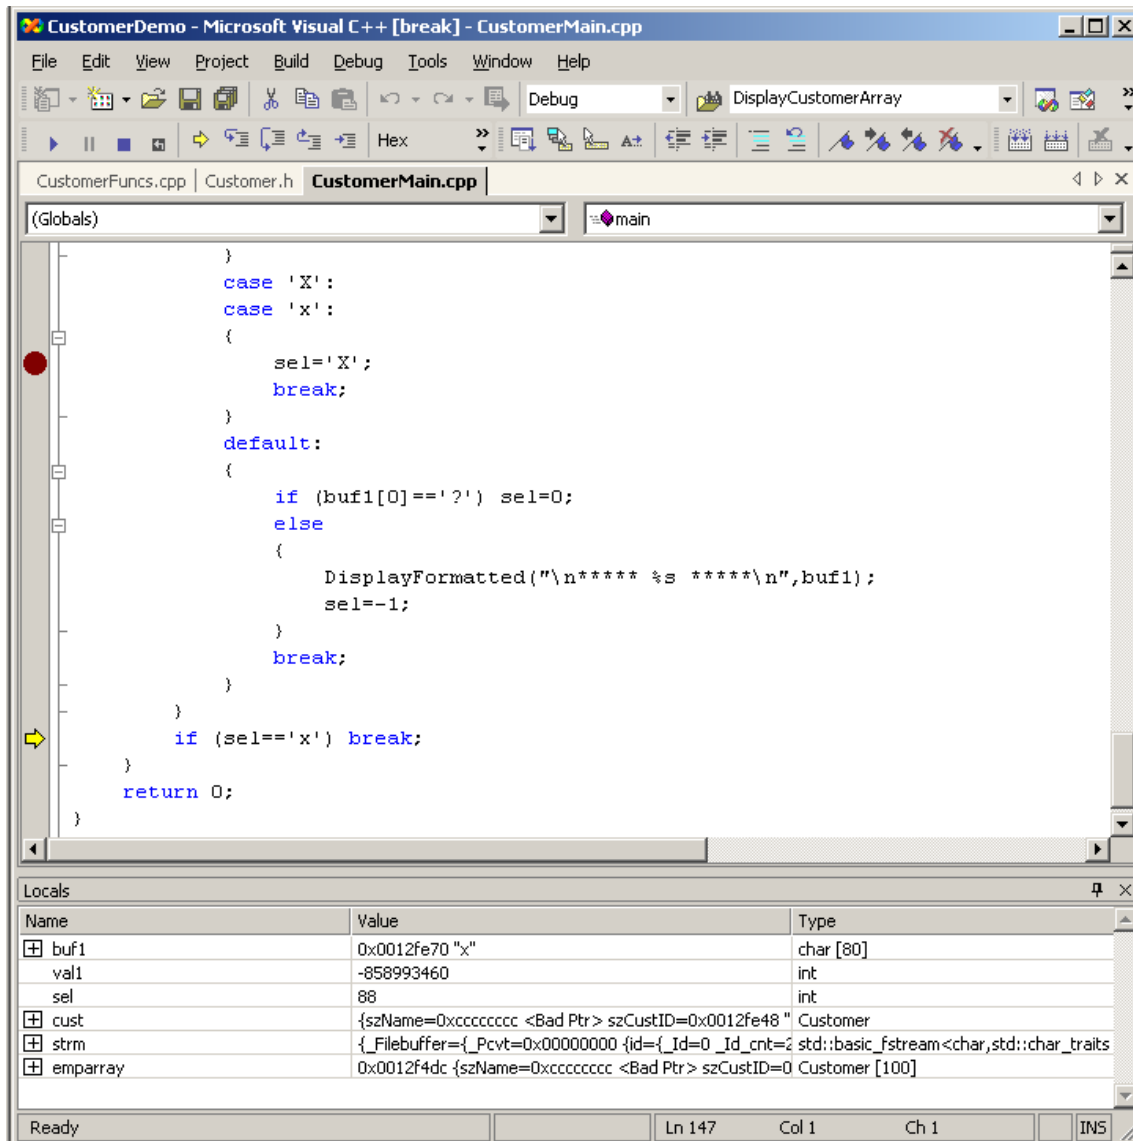 CustomerDemo - Microsoft Visual C++ [break] - CustomerMain.cpp
File Edit View Project Build Debug Tools Window Help
Debug DisplayCustomerArray
Hex
CustomerFuncs.cpp Customer.h CustomerMain.cpp
(Globals) main
}
case 'X':
case 'x':
{
sel='X';
break;
}
default:
{
if (buf1[0]=='?') sel=0;
else
{
DisplayFormatted("\n***** %s *****\n",buf1);
sel=-1;
}
break;
}
}
if (sel=='x') break;
}
return 0;
}
Locals
Name Value Type
buf1 0x0012fe70 "x" char [80]
val1 -858993460 int
sel 88 int
cust {szName=0xcccccccc <Bad Ptr> szCustID=0x0012fe48 " Customer
strm {_Filebuffer={_Pcvt=0x00000000 {id={_Id=0 _Id_cnt=2 std::basic_fstream<char,std::char_traits
emparray 0x0012f4dc {szName=0xcccccccc <Bad Ptr> szCustID=0 Customer [100]
Ready Ln 147 Col 1 Ch 1 INS